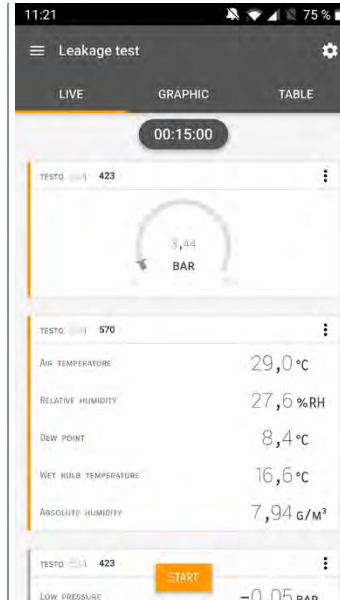 11:21 75 %
Leakage test
LIVE GRAPHIC TABLE
00:15:00
TESTO 423
3,44
BAR
TESTO 570
AIR TEMPERATURE 29,0 °C
RELATIVE HUMIDITY 27,6 %RH
DEW POINT 8,4 °C
WET BULB TEMPERATURE 16,6 °C
ABSOLUTE HUMIDITY 7,94 G/M³
TESTO 423
START
LOW PRESSURE -0,05 BAR